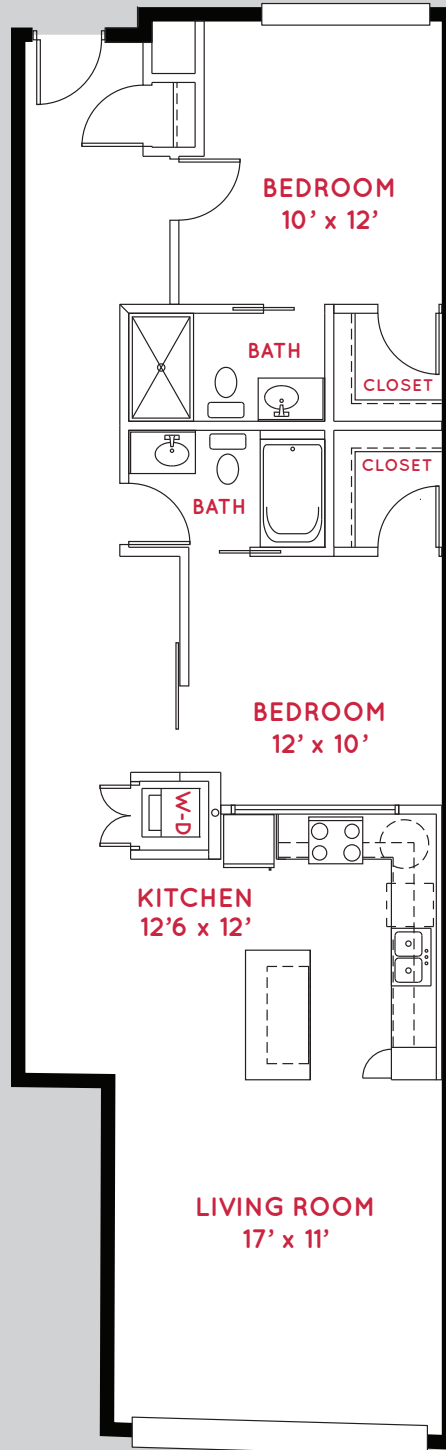 BEDROOM
10’ x 12’
BATH
CLOSET
CLOSET
BATH
BEDROOM
12’ x 10’
W-D
KITCHEN
12’6 x 12’
LIVING ROOM
17’ x 11’